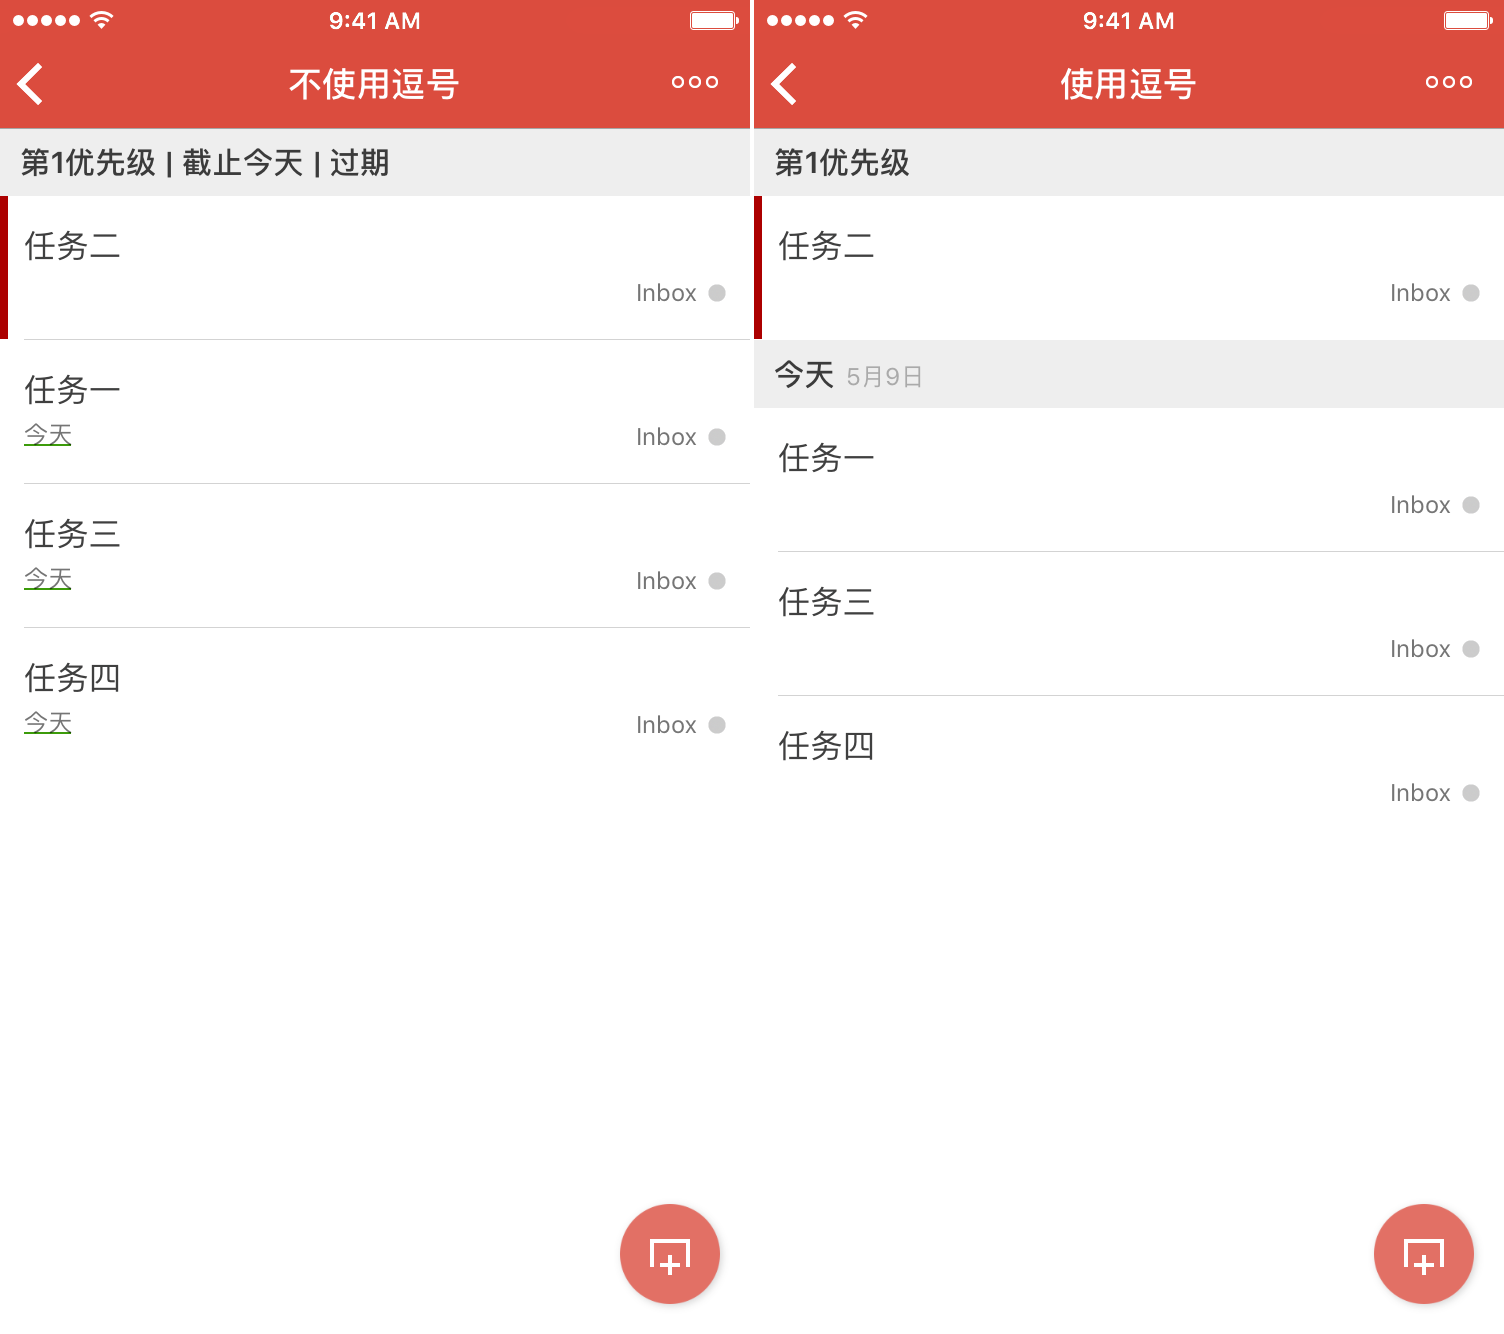 9:41 AM
不使用逗号
第1优先级 | 截止今天 | 过期
任务二
Inbox
任务一
今天
Inbox
任务三
今天
Inbox
任务四
今天
Inbox
9:41 AM
使用逗号
第1优先级
任务二
Inbox
今天 5月9日
任务一
Inbox
任务三
Inbox
任务四
Inbox